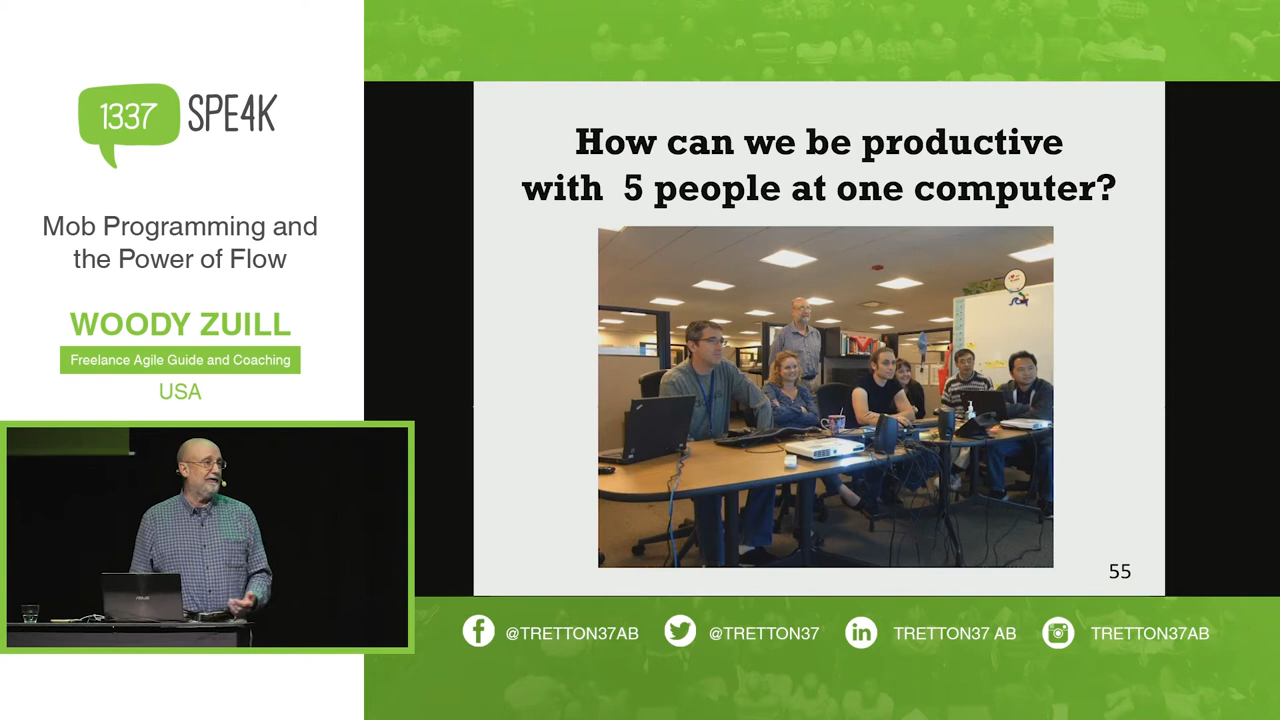 1337
SPE4K
Mob Programming and
the Power of Flow
WOODY ZUILL
Freelance Agile Guide and Coaching
USA
How can we be productive
with 5 people at one computer?
55
ASUS
@TRETTON37AB
@TRETTON37
TRETTON37 AB
TRETTON37AB